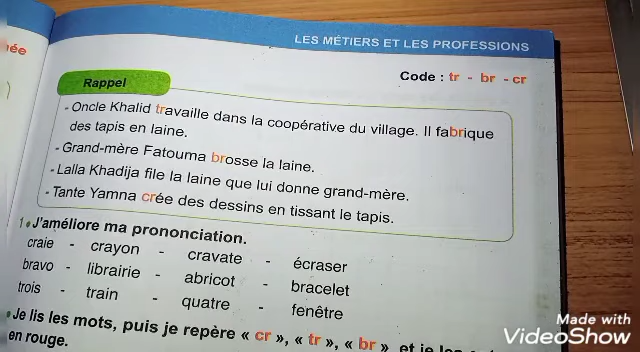 née
LES MÉTIERS ET LES PROFESSIONS
Code : tr - br - cr
Rappel
- Oncle Khalid travaille dans la coopérative du village. Il fabrique
des tapis en laine.
- Grand-mère Fatouma brosse la laine.
- Lalla Khadija file la laine que lui donne grand-mère.
- Tante Yamna crée des dessins en tissant le tapis.
1 • J'améliore ma prononciation.
craie - crayon - cravate - écraser
bravo - librairie - abricot - bracelet
trois - train - quatre - fenêtre
• Je lis les mots, puis je repère « cr », « tr », « br » et je les
en rouge.
Made with
VideoShow